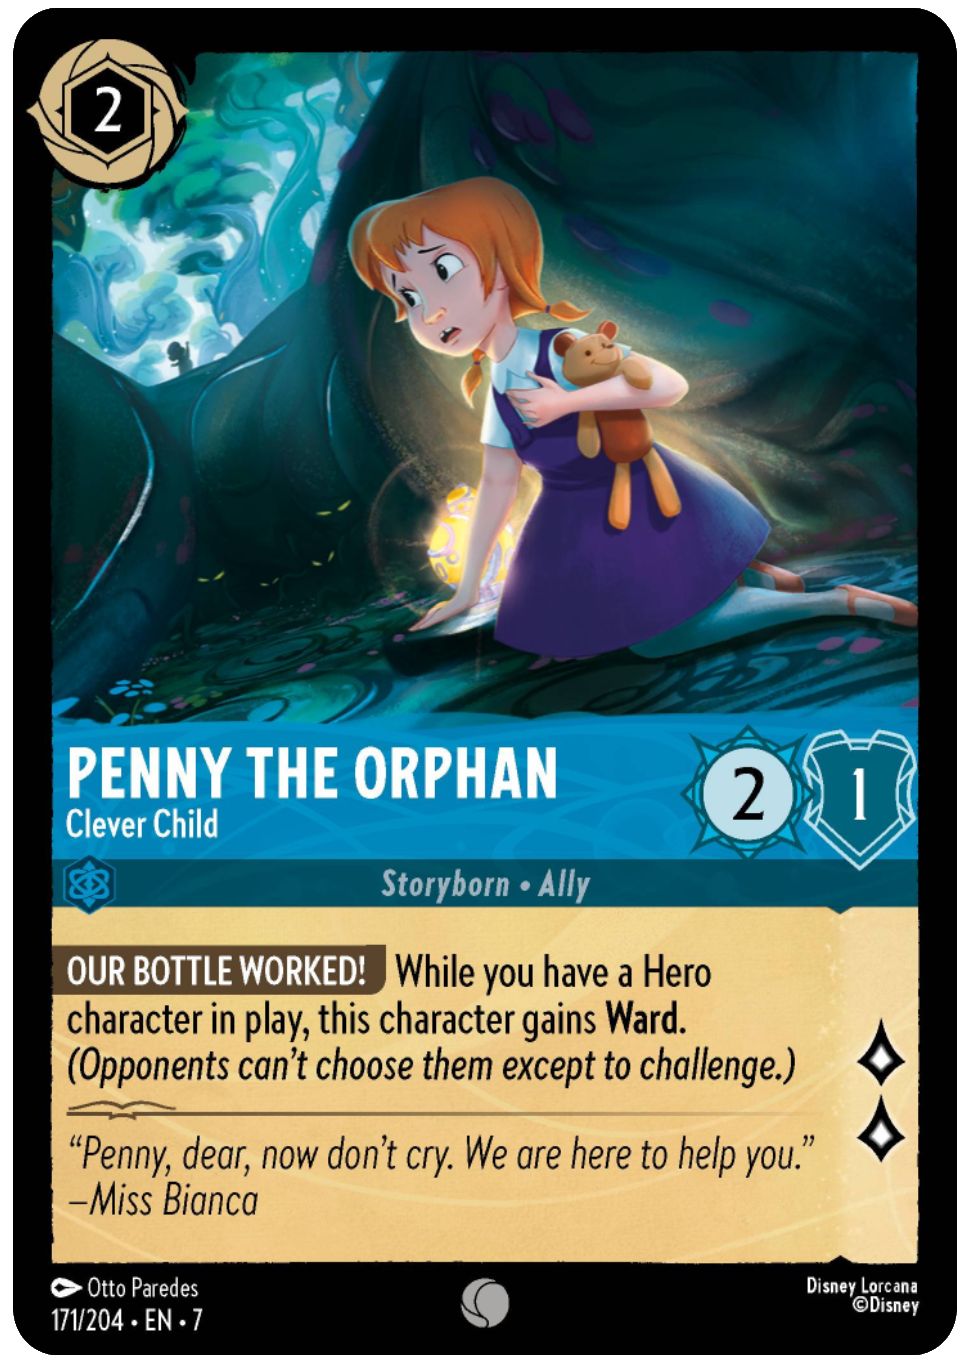 2
PENNY THE ORPHAN
Clever Child
2
1
Storyborn • Ally
OUR BOTTLE WORKED! While you have a Hero
character in play, this character gains Ward.
(Opponents can't choose them except to challenge.)
“Penny, dear, now don't cry. We are here to help you.”
–Miss Bianca
Otto Paredes
171/204 • EN • 7
Disney Lorcana
©Disney